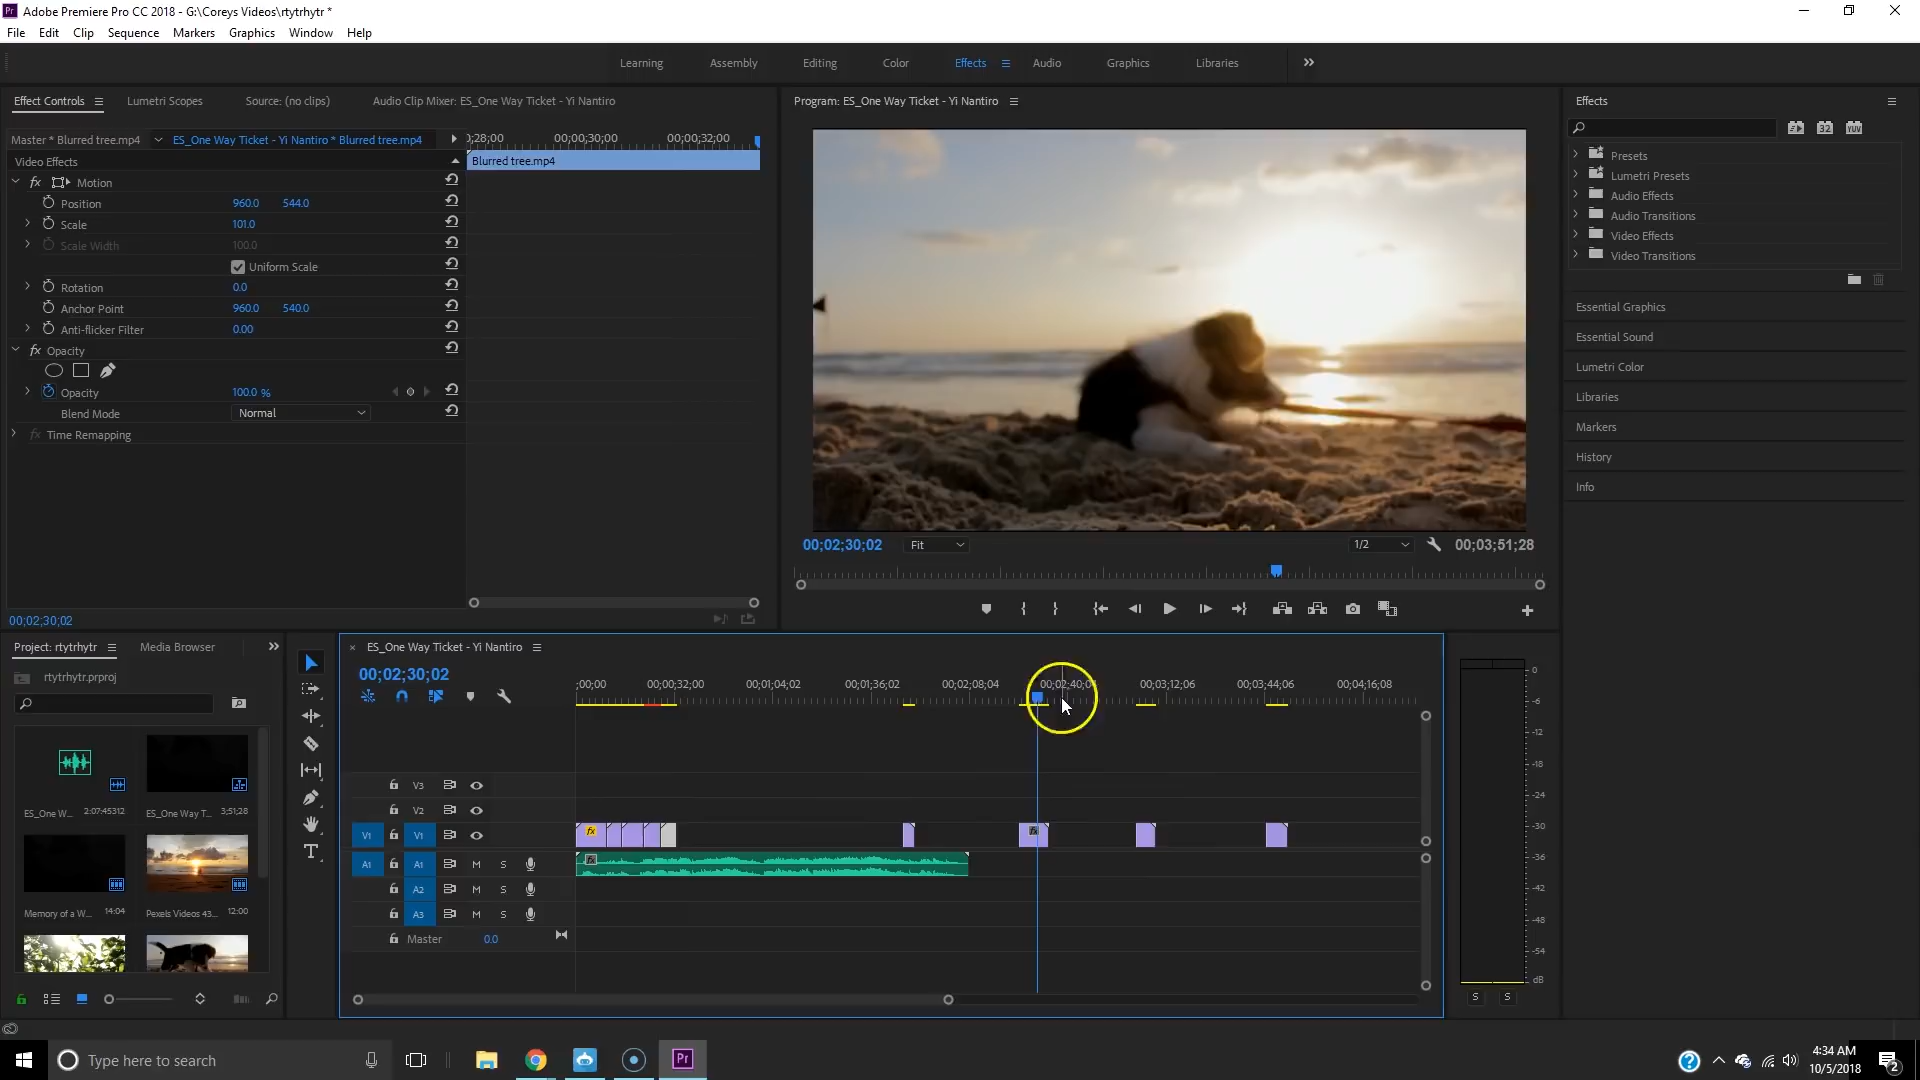 Adobe Premiere Pro CC 2018 - G:\Coreys Videos\rtytrhytr *
File Edit Clip Sequence Markers Graphics Window Help
Learning Assembly Editing Color Effects Audio Graphics Libraries
Effect Controls Lumetri Scopes Source: (no clips) Audio Clip Mixer: ES_One Way Ticket - Yi Nantiro
Program: ES_One Way Ticket - Yi Nantiro
Effects
Master * Blurred tree.mp4 ES_One Way Ticket - Yi Nantiro * Blurred tree.mp4
0;28;00 00;00;30;00 00;00;32;00
Video Effects
Blurred tree.mp4
fx Motion
Position 960.0 544.0
Scale 101.0
Scale Width 100.0
Uniform Scale
Rotation 0.0
Anchor Point 960.0 540.0
Anti-flicker Filter 0.00
fx Opacity
Opacity 100.0 %
Blend Mode Normal
fx Time Remapping
00;02;30;02
00;02;30;02 Fit 1/2 00;03;51;28
32 YUV
Presets
Lumetri Presets
Audio Effects
Audio Transitions
Video Effects
Video Transitions
Essential Graphics
Essential Sound
Lumetri Color
Libraries
Markers
History
Info
Project: rtytrhytr Media Browser
rtytrhytr.prproj
ES_One W... 2:07:45312 ES_One Way T... 3;51;28
Memory of a W... 14:04 Pexels Videos 43... 12:00
ES_One Way Ticket - Yi Nantiro
00;02;30;02
;00;00 00;00;32;00 00;01;04;02 00;01;36;02 00;02;08;04 00;02;40;04 00;03;12;06 00;03;44;06 00;04;16;08
V3
V2
V1 V1 fx fx
A1 A1 M S fx
A2 M S
A3 M S
Master 0.0
0
-6
-12
-18
-24
-30
-36
-42
-48
-54
dB
S S
Type here to search
Pr
4:34 AM
10/5/2018
2